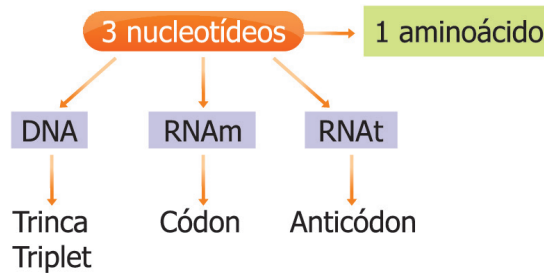 3 nucleotídeos
1 aminoácido
DNA
RNAm
RNAt
Trinca
Triplet
Códon
Anticódon